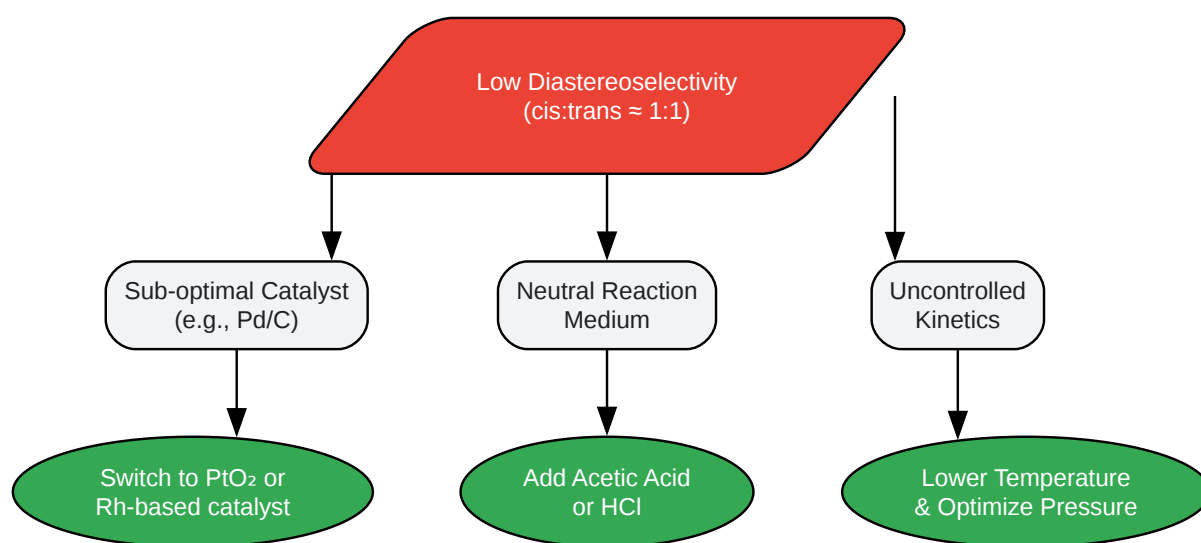 Low Diastereoselectivity
(cis:trans ≈ 1:1)
Sub-optimal Catalyst
(e.g., Pd/C)
Neutral Reaction
Medium
Uncontrolled
Kinetics
Switch to PtO₂ or
Rh-based catalyst
Add Acetic Acid
or HCl
Lower Temperature
& Optimize Pressure